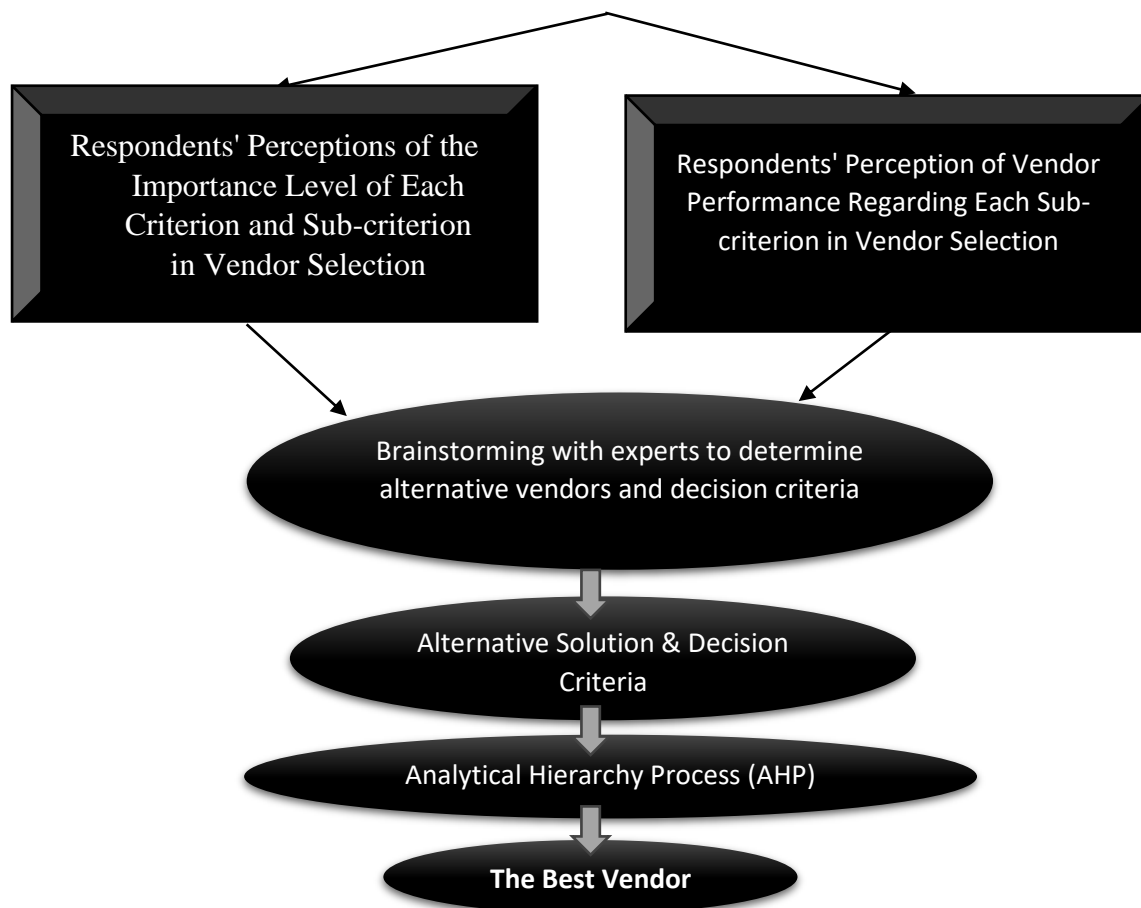 Respondents' Perceptions of the
Importance Level of Each
Criterion and Sub-criterion
in Vendor Selection
Respondents' Perception of Vendor
Performance Regarding Each Sub-
criterion in Vendor Selection
Brainstorming with experts to determine
alternative vendors and decision criteria
Alternative Solution & Decision
Criteria
Analytical Hierarchy Process (AHP)
The Best Vendor